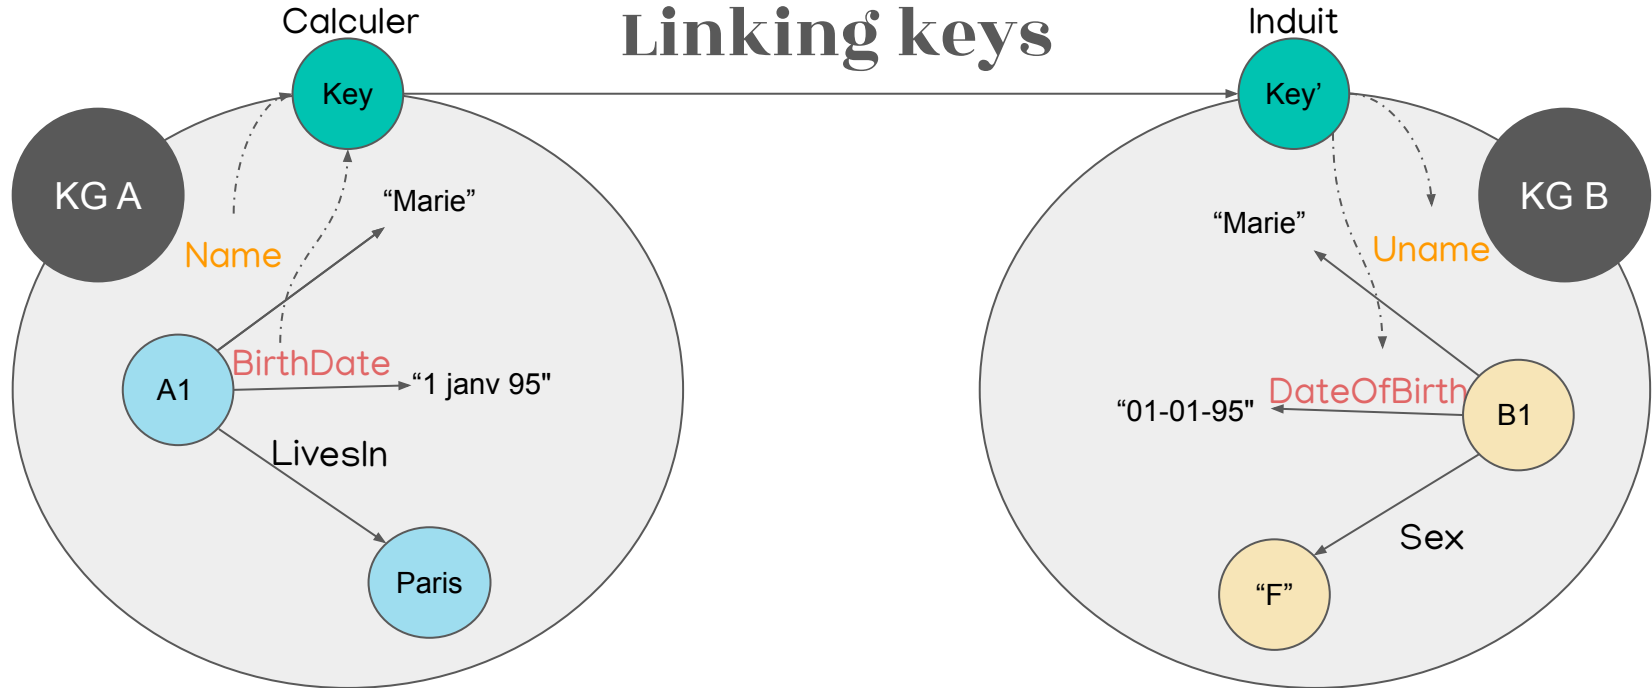 Linking keys
Calculer
Key
KG A
“Marie”
Name
BirthDate
A1
“1 janv 95"
LivesIn
Paris
Induit
Key’
KG B
“Marie”
Uname
DateOfBirth
“01-01-95"
B1
Sex
“F”